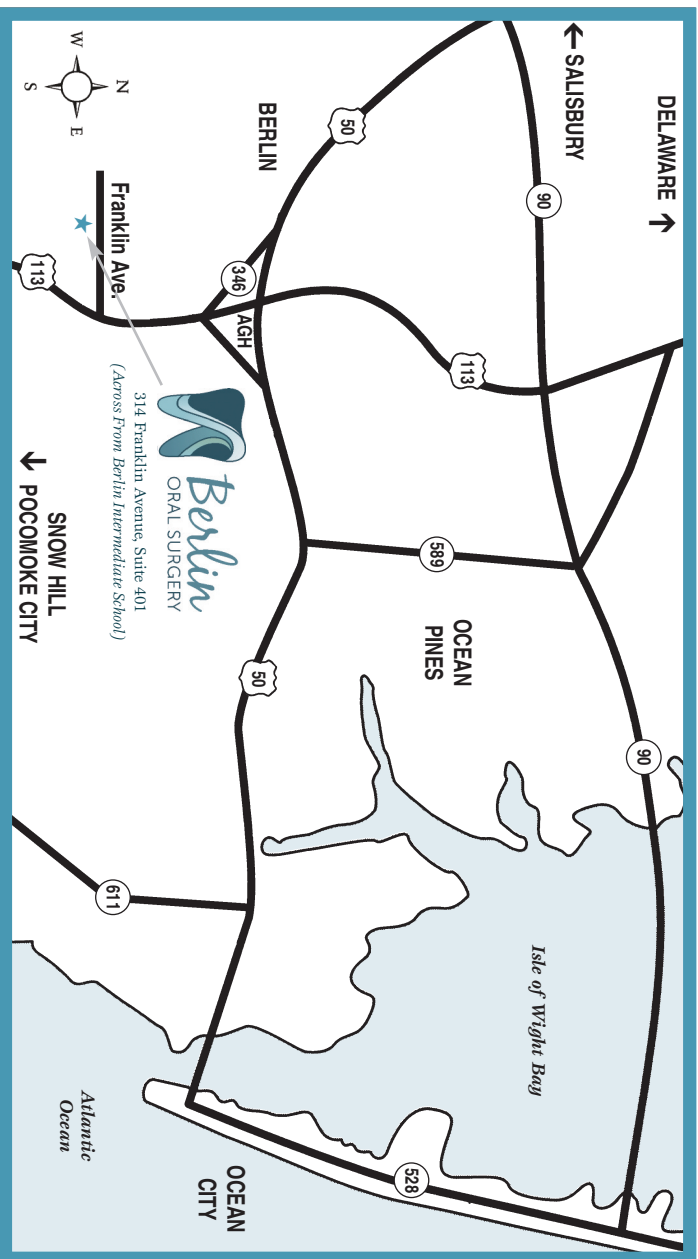 DELAWARE ↑
90
← SALISBURY
90
Isle of Wight Bay
113
OCEAN
PINES
589
528
50
BERLIN
50
346
AGH
OCEAN
CITY
Berlin
ORAL SURGERY
314 Franklin Avenue, Suite 401
(Across From Berlin Intermediate School)
N
W
E
S
Franklin Ave.
611
Atlantic
Ocean
SNOW HILL
↓ POCOMOKE CITY
113